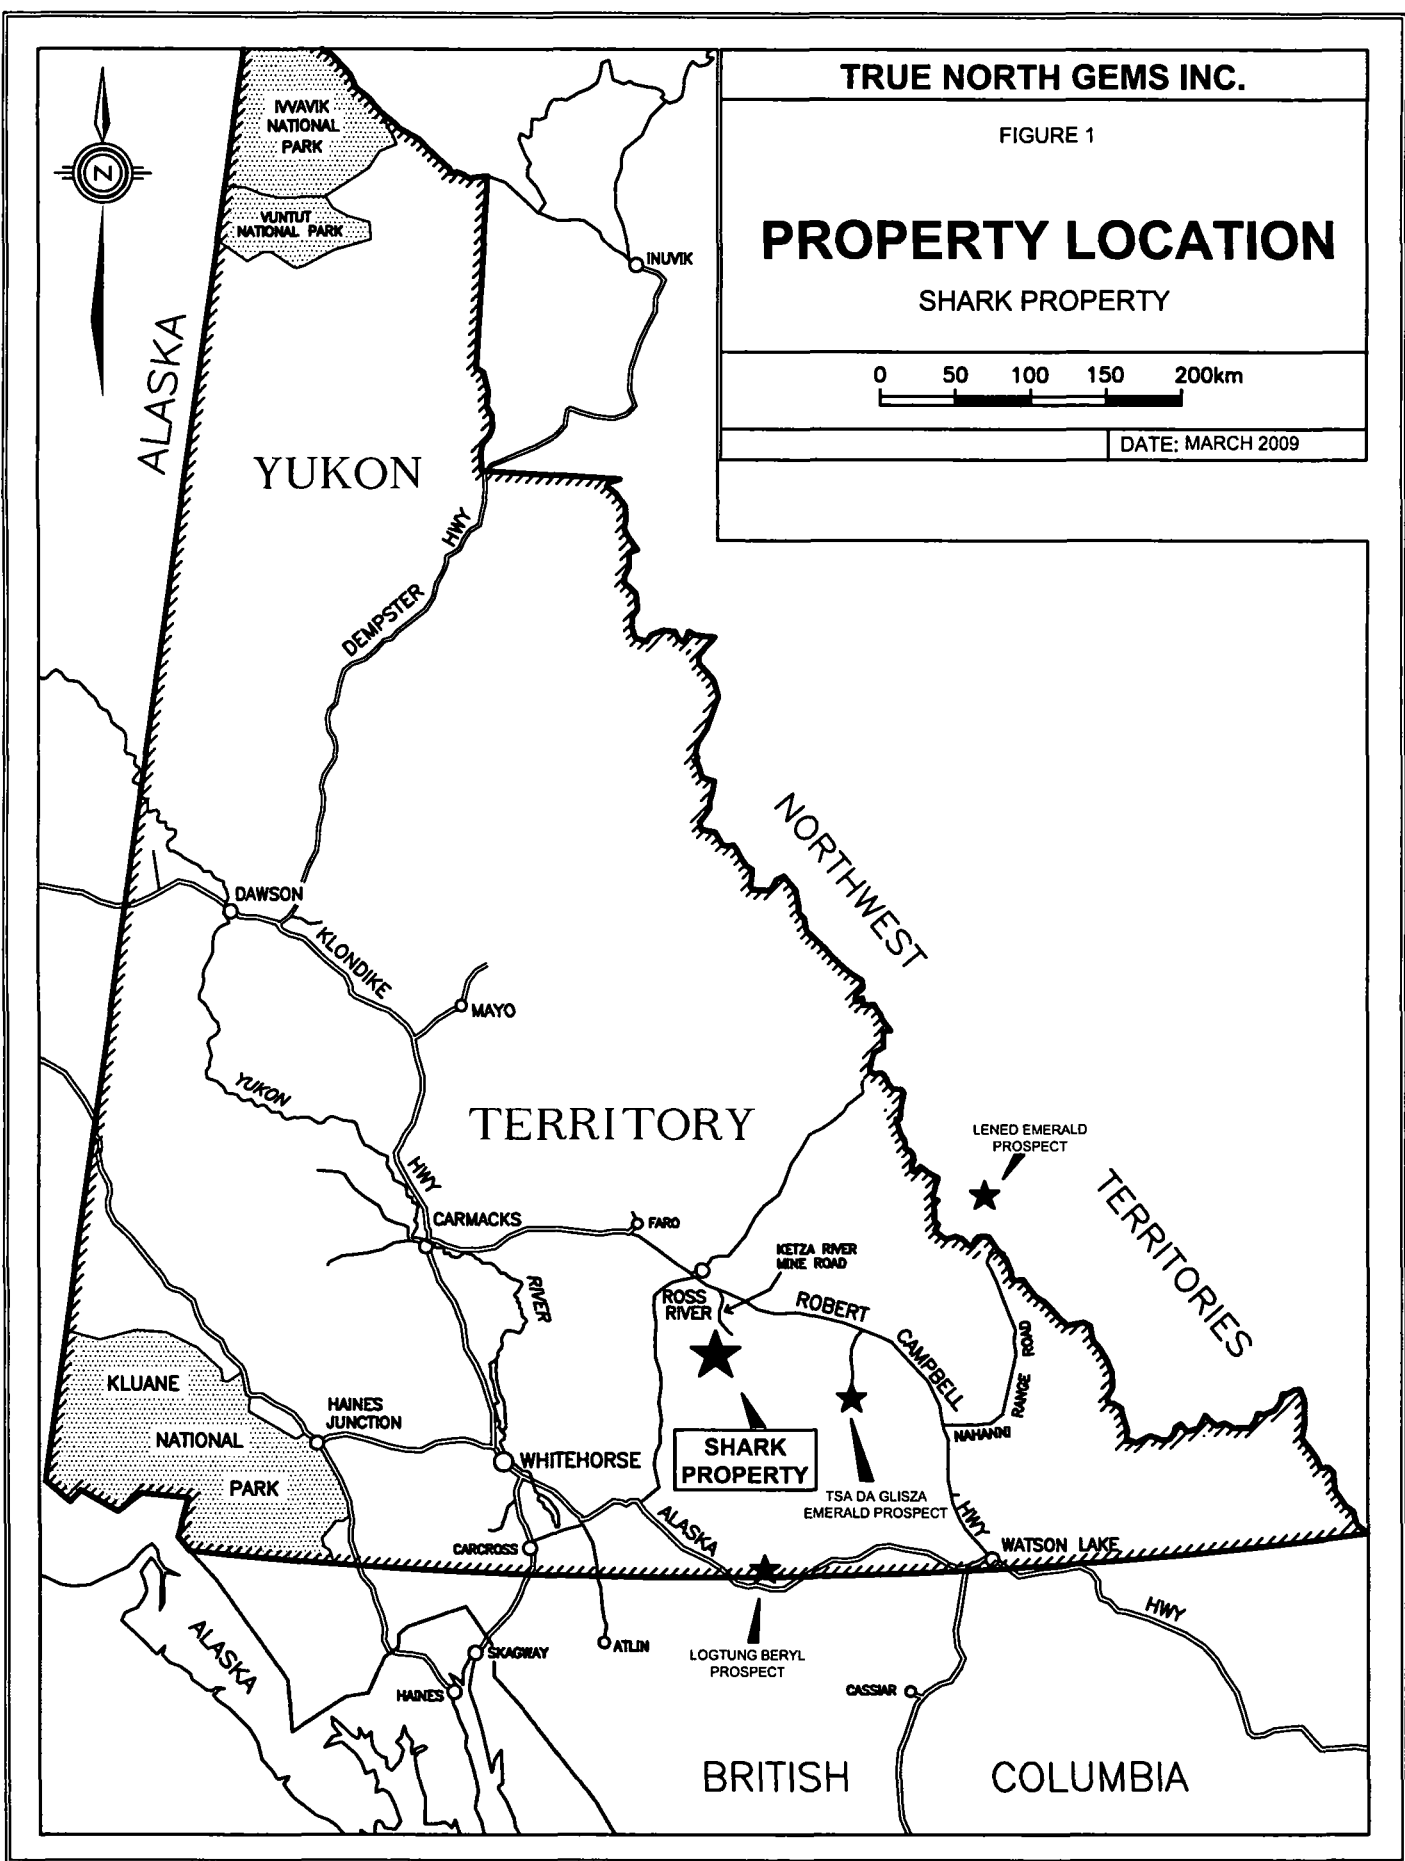 TRUE NORTH GEMS INC.
FIGURE 1
PROPERTY LOCATION
SHARK PROPERTY
0 50 100 150 200km
DATE: MARCH 2009
IVVAVIK
NATIONAL
PARK
VUNTUT
NATIONAL PARK
N
INUVIK
ALASKA
YUKON
HWY
DEMPSTER
NORTHWEST
DAWSON
KLONDIKE
MAYO
YUKON
TERRITORY
LENED EMERALD
PROSPECT
HWY
TERRITORIES
CARMACKS
FARO
KETZA RIVER
MINE ROAD
RIVER
ROSS
RIVER
ROBERT
CAMPBELL
ROAD
RANGE
NAHANNI
KLUANE
NATIONAL
PARK
HAINES
JUNCTION
WHITEHORSE
SHARK
PROPERTY
TSA DA GLISZA
EMERALD PROSPECT
ALASKA
HWY
CARCROSS
WATSON LAKE
HWY
ALASKA
SKAGWAY
ATLIN
LOGTUNG BERYL
PROSPECT
HAINES
CASSIAR
BRITISH COLUMBIA